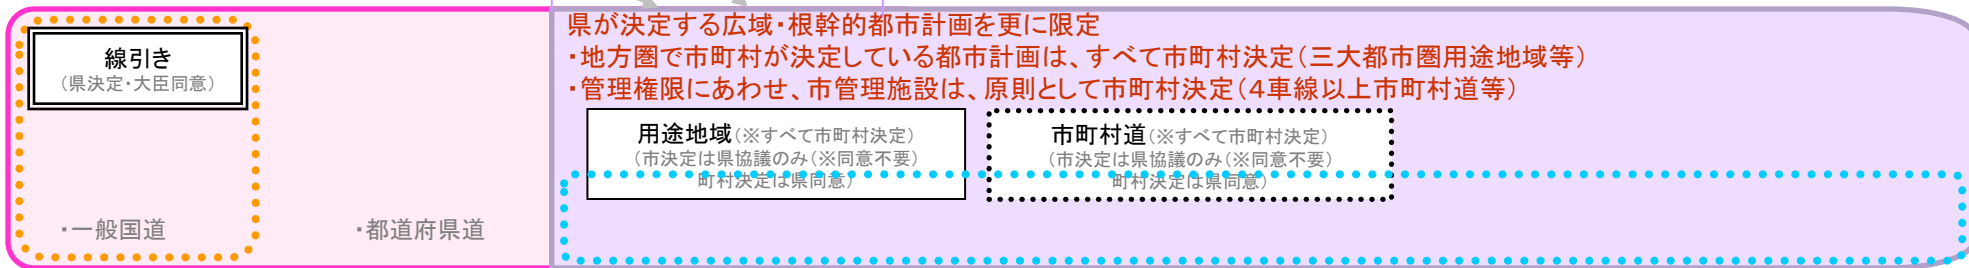 線引き
（県決定・大臣同意）
・一般国道
・都道府県道
県が決定する広域・根幹的都市計画を更に限定
・地方圏で市町村が決定している都市計画は、すべて市町村決定（三大都市圏用途地域等）
・管理権限にあわせ、市管理施設は、原則として市町村決定（４車線以上市町村道等）
用途地域（※すべて市町村決定）
（市決定は県協議のみ（※同意不要）
町村決定は県同意）
市町村道（※すべて市町村決定）
（市決定は県協議のみ（※同意不要）
町村決定は県同意）